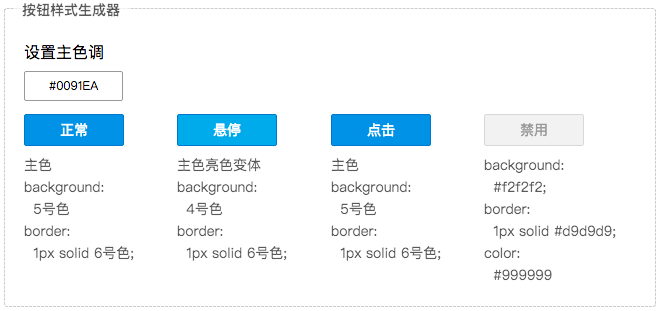 按钮样式生成器
设置主色调
#0091EA
正常
悬停
点击
禁用
主色
background:
5号色
border:
1px solid 6号色;
主色亮色变体
background:
4号色
border:
1px solid 6号色;
主色
background:
5号色
border:
1px solid 6号色;
background:
#f2f2f2;
border:
1px solid #d9d9d9;
color:
#999999